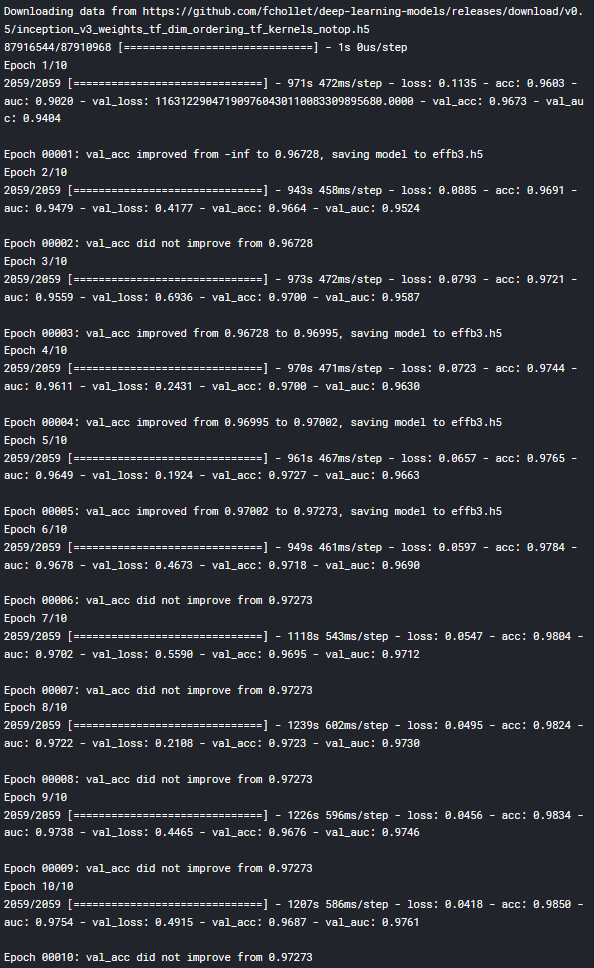 Downloading data from https://github.com/fchollet/deep-learning-models/releases/download/v0.
5/inception_v3_weights_tf_dim_ordering_tf_kernels_notop.h5
87916544/87910968 [==============================] - 1s 0us/step
Epoch 1/10
2059/2059 [==============================] - 971s 472ms/step - loss: 0.1135 - acc: 0.9603 -
auc: 0.9020 - val_loss: 11631229047190976043011008330989568​0.0000 - val_acc: 0.9673 - val_au
c: 0.9404
Epoch 00001: val_acc improved from -inf to 0.96728, saving model to effb3.h5
Epoch 2/10
2059/2059 [==============================] - 943s 458ms/step - loss: 0.0885 - acc: 0.9691 -
auc: 0.9479 - val_loss: 0.4177 - val_acc: 0.9664 - val_auc: 0.9524
Epoch 00002: val_acc did not improve from 0.96728
Epoch 3/10
2059/2059 [==============================] - 973s 472ms/step - loss: 0.0793 - acc: 0.9721 -
auc: 0.9559 - val_loss: 0.6936 - val_acc: 0.9700 - val_auc: 0.9587
Epoch 00003: val_acc improved from 0.96728 to 0.96995, saving model to effb3.h5
Epoch 4/10
2059/2059 [==============================] - 970s 471ms/step - loss: 0.0723 - acc: 0.9744 -
auc: 0.9611 - val_loss: 0.2431 - val_acc: 0.9700 - val_auc: 0.9630
Epoch 00004: val_acc improved from 0.96995 to 0.97002, saving model to effb3.h5
Epoch 5/10
2059/2059 [==============================] - 961s 467ms/step - loss: 0.0657 - acc: 0.9765 -
auc: 0.9649 - val_loss: 0.1924 - val_acc: 0.9727 - val_auc: 0.9663
Epoch 00005: val_acc improved from 0.97002 to 0.97273, saving model to effb3.h5
Epoch 6/10
2059/2059 [==============================] - 949s 461ms/step - loss: 0.0597 - acc: 0.9784 -
auc: 0.9678 - val_loss: 0.4673 - val_acc: 0.9718 - val_auc: 0.9690
Epoch 00006: val_acc did not improve from 0.97273
Epoch 7/10
2059/2059 [==============================] - 1118s 543ms/step - loss: 0.0547 - acc: 0.9804 -
auc: 0.9702 - val_loss: 0.5590 - val_acc: 0.9695 - val_auc: 0.9712
Epoch 00007: val_acc did not improve from 0.97273
Epoch 8/10
2059/2059 [==============================] - 1239s 602ms/step - loss: 0.0495 - acc: 0.9824 -
auc: 0.9722 - val_loss: 0.2108 - val_acc: 0.9723 - val_auc: 0.9730
Epoch 00008: val_acc did not improve from 0.97273
Epoch 9/10
2059/2059 [==============================] - 1226s 596ms/step - loss: 0.0456 - acc: 0.9834 -
auc: 0.9738 - val_loss: 0.4465 - val_acc: 0.9676 - val_auc: 0.9746
Epoch 00009: val_acc did not improve from 0.97273
Epoch 10/10
2059/2059 [==============================] - 1207s 586ms/step - loss: 0.0418 - acc: 0.9850 -
auc: 0.9754 - val_loss: 0.4915 - val_acc: 0.9687 - val_auc: 0.9761
Epoch 00010: val_acc did not improve from 0.97273